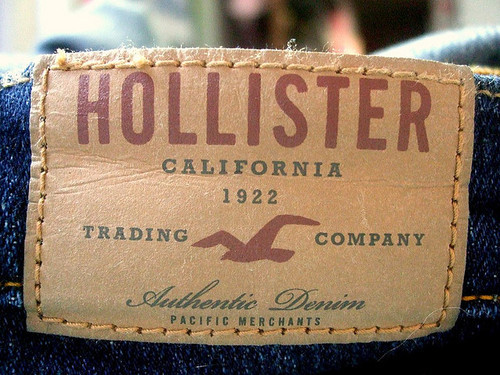 HOLLISTER
CALIFORNIA
1922
TRADING COMPANY
Authentic Denim
PACIFIC MERCHANTS